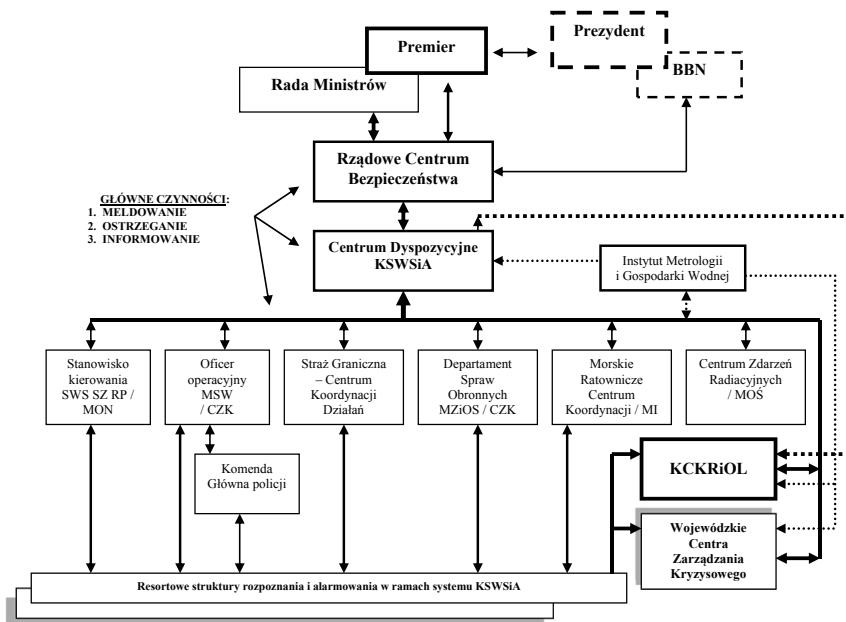 Premier
Prezydent
BBN
Rada Ministrów
Rządowe Centrum
Bezpieczeństwa
GŁÓWNE CZYNNOŚCI:
1. MELDOWANIE
2. OSTRZEGANIE
3. INFORMOWANIE
Centrum Dyspozycyjne
KSWSiA
Instytut Metrologii
i Gospodarki Wodnej
Stanowisko
kierowania
SWS SZ RP /
MON
Oficer
operacyjny
MSW
/ CZK
Straż Graniczna
– Centrum
Koordynacji
Działań
Departament
Spraw
Obronnych
MZiOS / CZK
Morskie
Ratownicze
Centrum
Koordynacji / MI
Centrum Zdarzeń
Radiacyjnych
/ MOŚ
Komenda
Główna policji
KCKRiOL
Wojewódzkie
Centra
Zarządzania
Kryzysowego
Resortowe struktury rozpoznania i alarmowania w ramach systemu KSWSiA